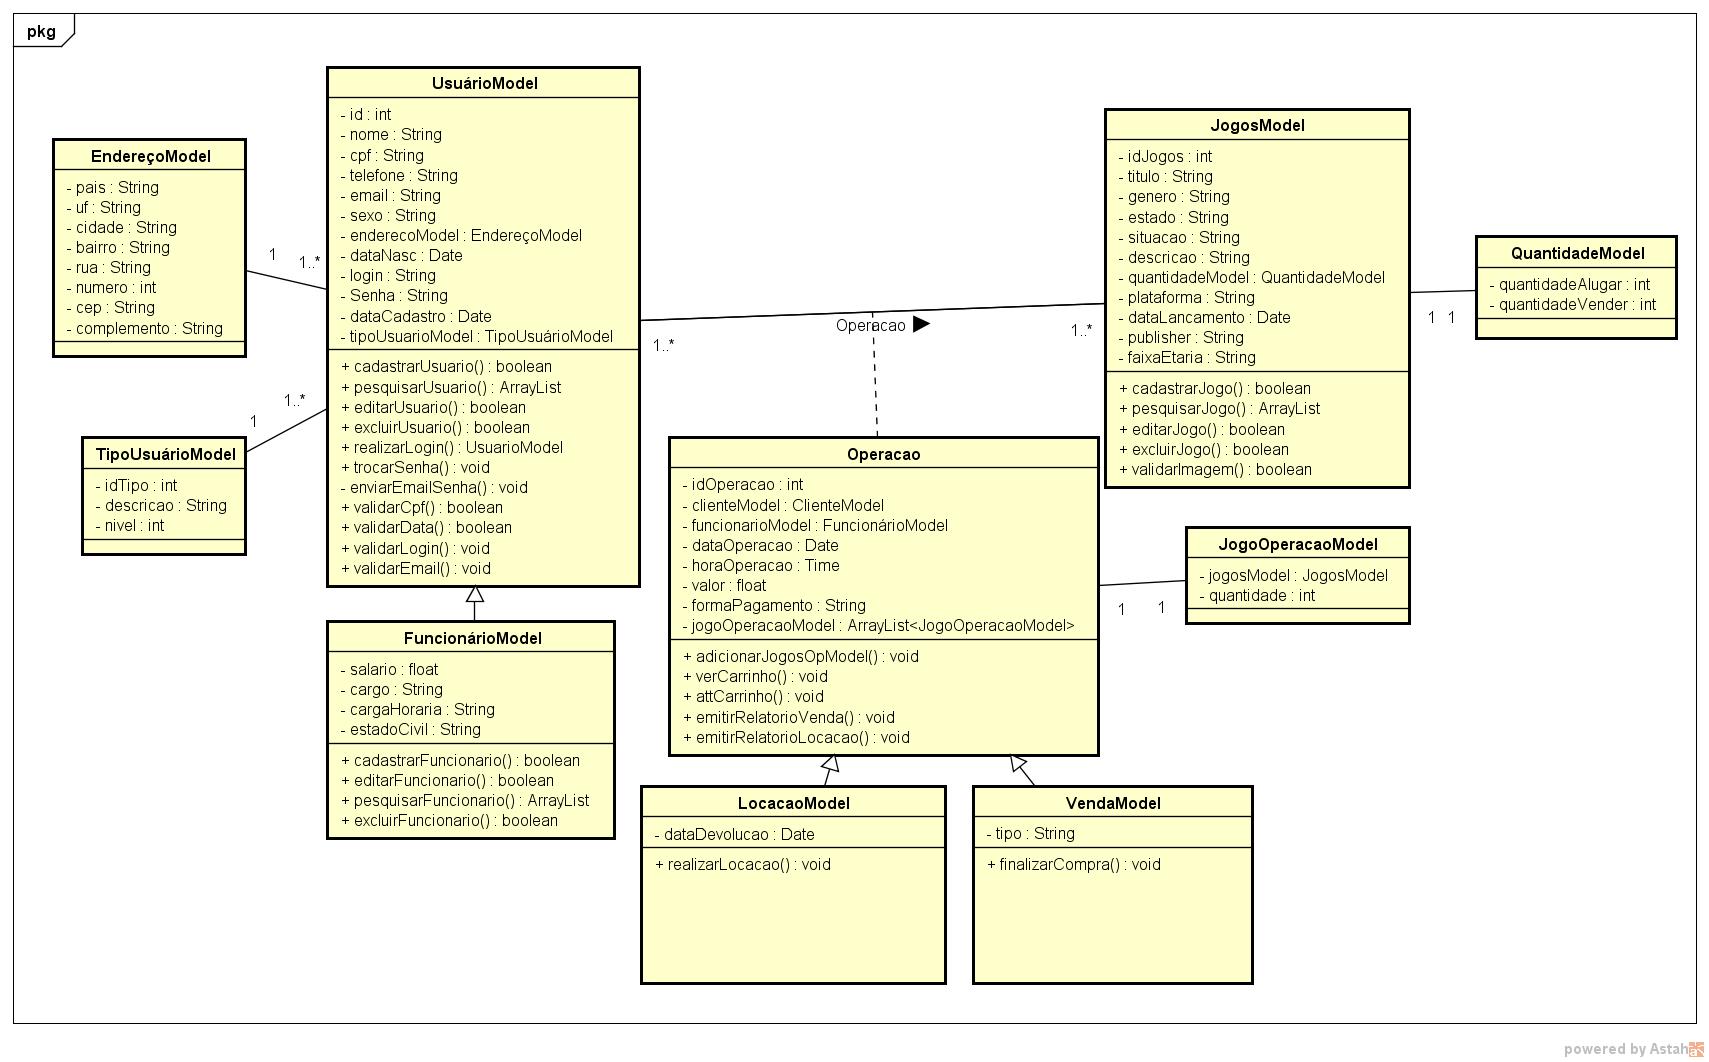 pkg
UsuárioModel
- id : int
- nome : String
- cpf : String
- telefone : String
- email : String
- sexo : String
- enderecoModel : EndereçoModel
- dataNasc : Date
- login : String
- Senha : String
- dataCadastro : Date
- tipoUsuarioModel : TipoUsuárioModel
+ cadastrarUsuario() : boolean
+ pesquisarUsuario() : ArrayList
+ editarUsuario() : boolean
+ excluirUsuario() : boolean
+ realizarLogin() : UsuarioModel
+ trocarSenha() : void
- enviarEmailSenha() : void
+ validarCpf() : boolean
+ validarData() : boolean
+ validarLogin() : void
+ validarEmail() : void
EndereçoModel
- pais : String
- uf : String
- cidade : String
- bairro : String
- rua : String
- numero : int
- cep : String
- complemento : String
1
1..*
TipoUsuárioModel
- idTipo : int
- descricao : String
- nivel : int
1
1..*
FuncionárioModel
- salario : float
- cargo : String
- cargaHoraria : String
- estadoCivil : String
+ cadastrarFuncionario() : boolean
+ editarFuncionario() : boolean
+ pesquisarFuncionario() : ArrayList
+ excluirFuncionario() : boolean
1..*
Operacao
1..*
JogosModel
- idJogos : int
- titulo : String
- genero : String
- estado : String
- situacao : String
- descricao : String
- quantidadeModel : QuantidadeModel
- plataforma : String
- dataLancamento : Date
- publisher : String
- faixaEtaria : String
+ cadastrarJogo() : boolean
+ pesquisarJogo() : ArrayList
+ editarJogo() : boolean
+ excluirJogo() : boolean
+ validarImagem() : boolean
1 1
QuantidadeModel
- quantidadeAlugar : int
- quantidadeVender : int
Operacao
- idOperacao : int
- clienteModel : ClienteModel
- funcionarioModel : FuncionárioModel
- dataOperacao : Date
- horaOperacao : Time
- valor : float
- formaPagamento : String
- jogoOperacaoModel : ArrayList<JogoOperacaoModel>
+ adicionarJogosOpModel() : void
+ verCarrinho() : void
+ attCarrinho() : void
+ emitirRelatorioVenda() : void
+ emitirRelatorioLocacao() : void
1 1
JogoOperacaoModel
- jogosModel : JogosModel
- quantidade : int
LocacaoModel
- dataDevolucao : Date
+ realizarLocacao() : void
VendaModel
- tipo : String
+ finalizarCompra() : void
powered by Astah